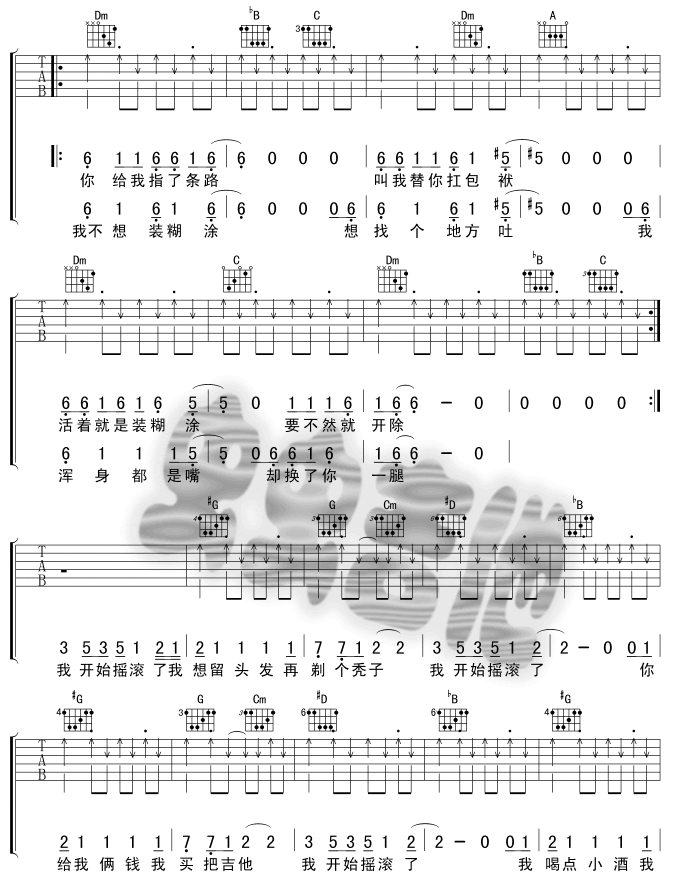 Dm ♭B C Dm A
T A B
6 1 1 6 6 1 6 | 6 0 0 0 | 6 6 1 1 6 1 #5 | #5 0 0 0
你 给我指了条路 叫我替你扛包 袱
6 1 6 1 6 | 6 0 0 0 6 | 6 1 6 1 #5 | #5 0 0 0 6
我不想 装糊 涂 想 找 个 地方 吐 我
Dm C Dm ♭B C
T A B
6 6 1 6 1 6 5 | 5 0 1 1 1 6 | 1 6 6 - 0 | 0 0 0 0
活着就是装糊 涂 要不然就 开除
6 1 1 1 5 | 5 0 6 6 1 6 | 1 6 6 - 0
浑 身 都 是嘴 却换了你 一腿
#G G Cm #D ♭B
T A B
3 5 3 5 1 2 1 | 2 1 1 1 1 | 7 7 1 2 2 | 3 5 3 5 1 2 | 2 - 0 0 1
我 开始摇滚 了我 想留 头 发 再 剃 个秃子 我 开始摇滚 了 你
#G G Cm #D ♭B #G
T A B
2 1 1 1 1 | 7 7 1 2 2 | 3 5 3 5 1 2 | 2 - 0 0 1 | 2 1 1 1 1
给我 俩 钱 我 买 把吉他 我 开始摇滚 了 我 喝点 小 酒 我